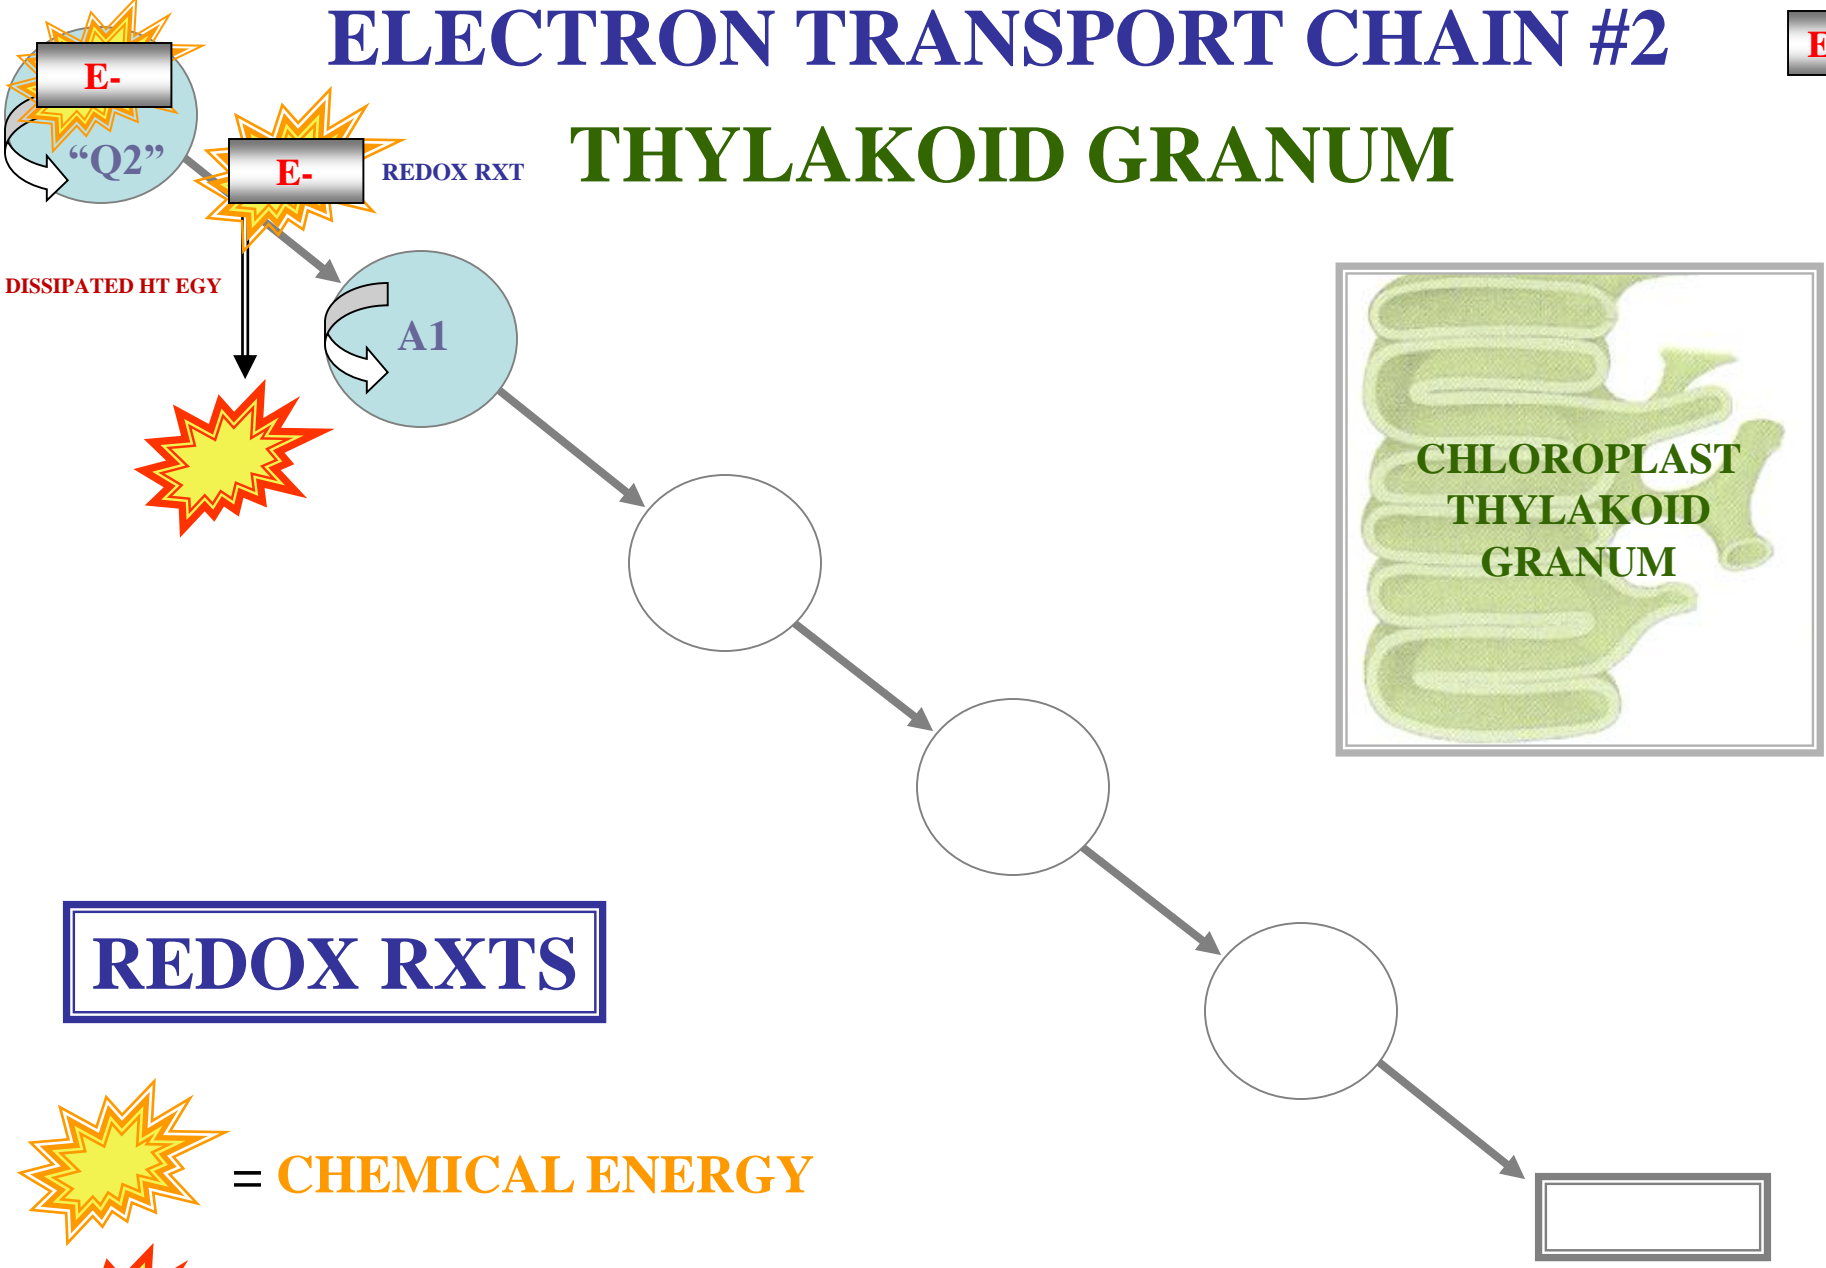 ELECTRON TRANSPORT CHAIN #2
E-
THYLAKOID GRANUM
“Q2”
E-
REDOX RXT
DISSIPATED HT EGY
A1
CHLOROPLAST
THYLAKOID
GRANUM
REDOX RXTS
= CHEMICAL ENERGY